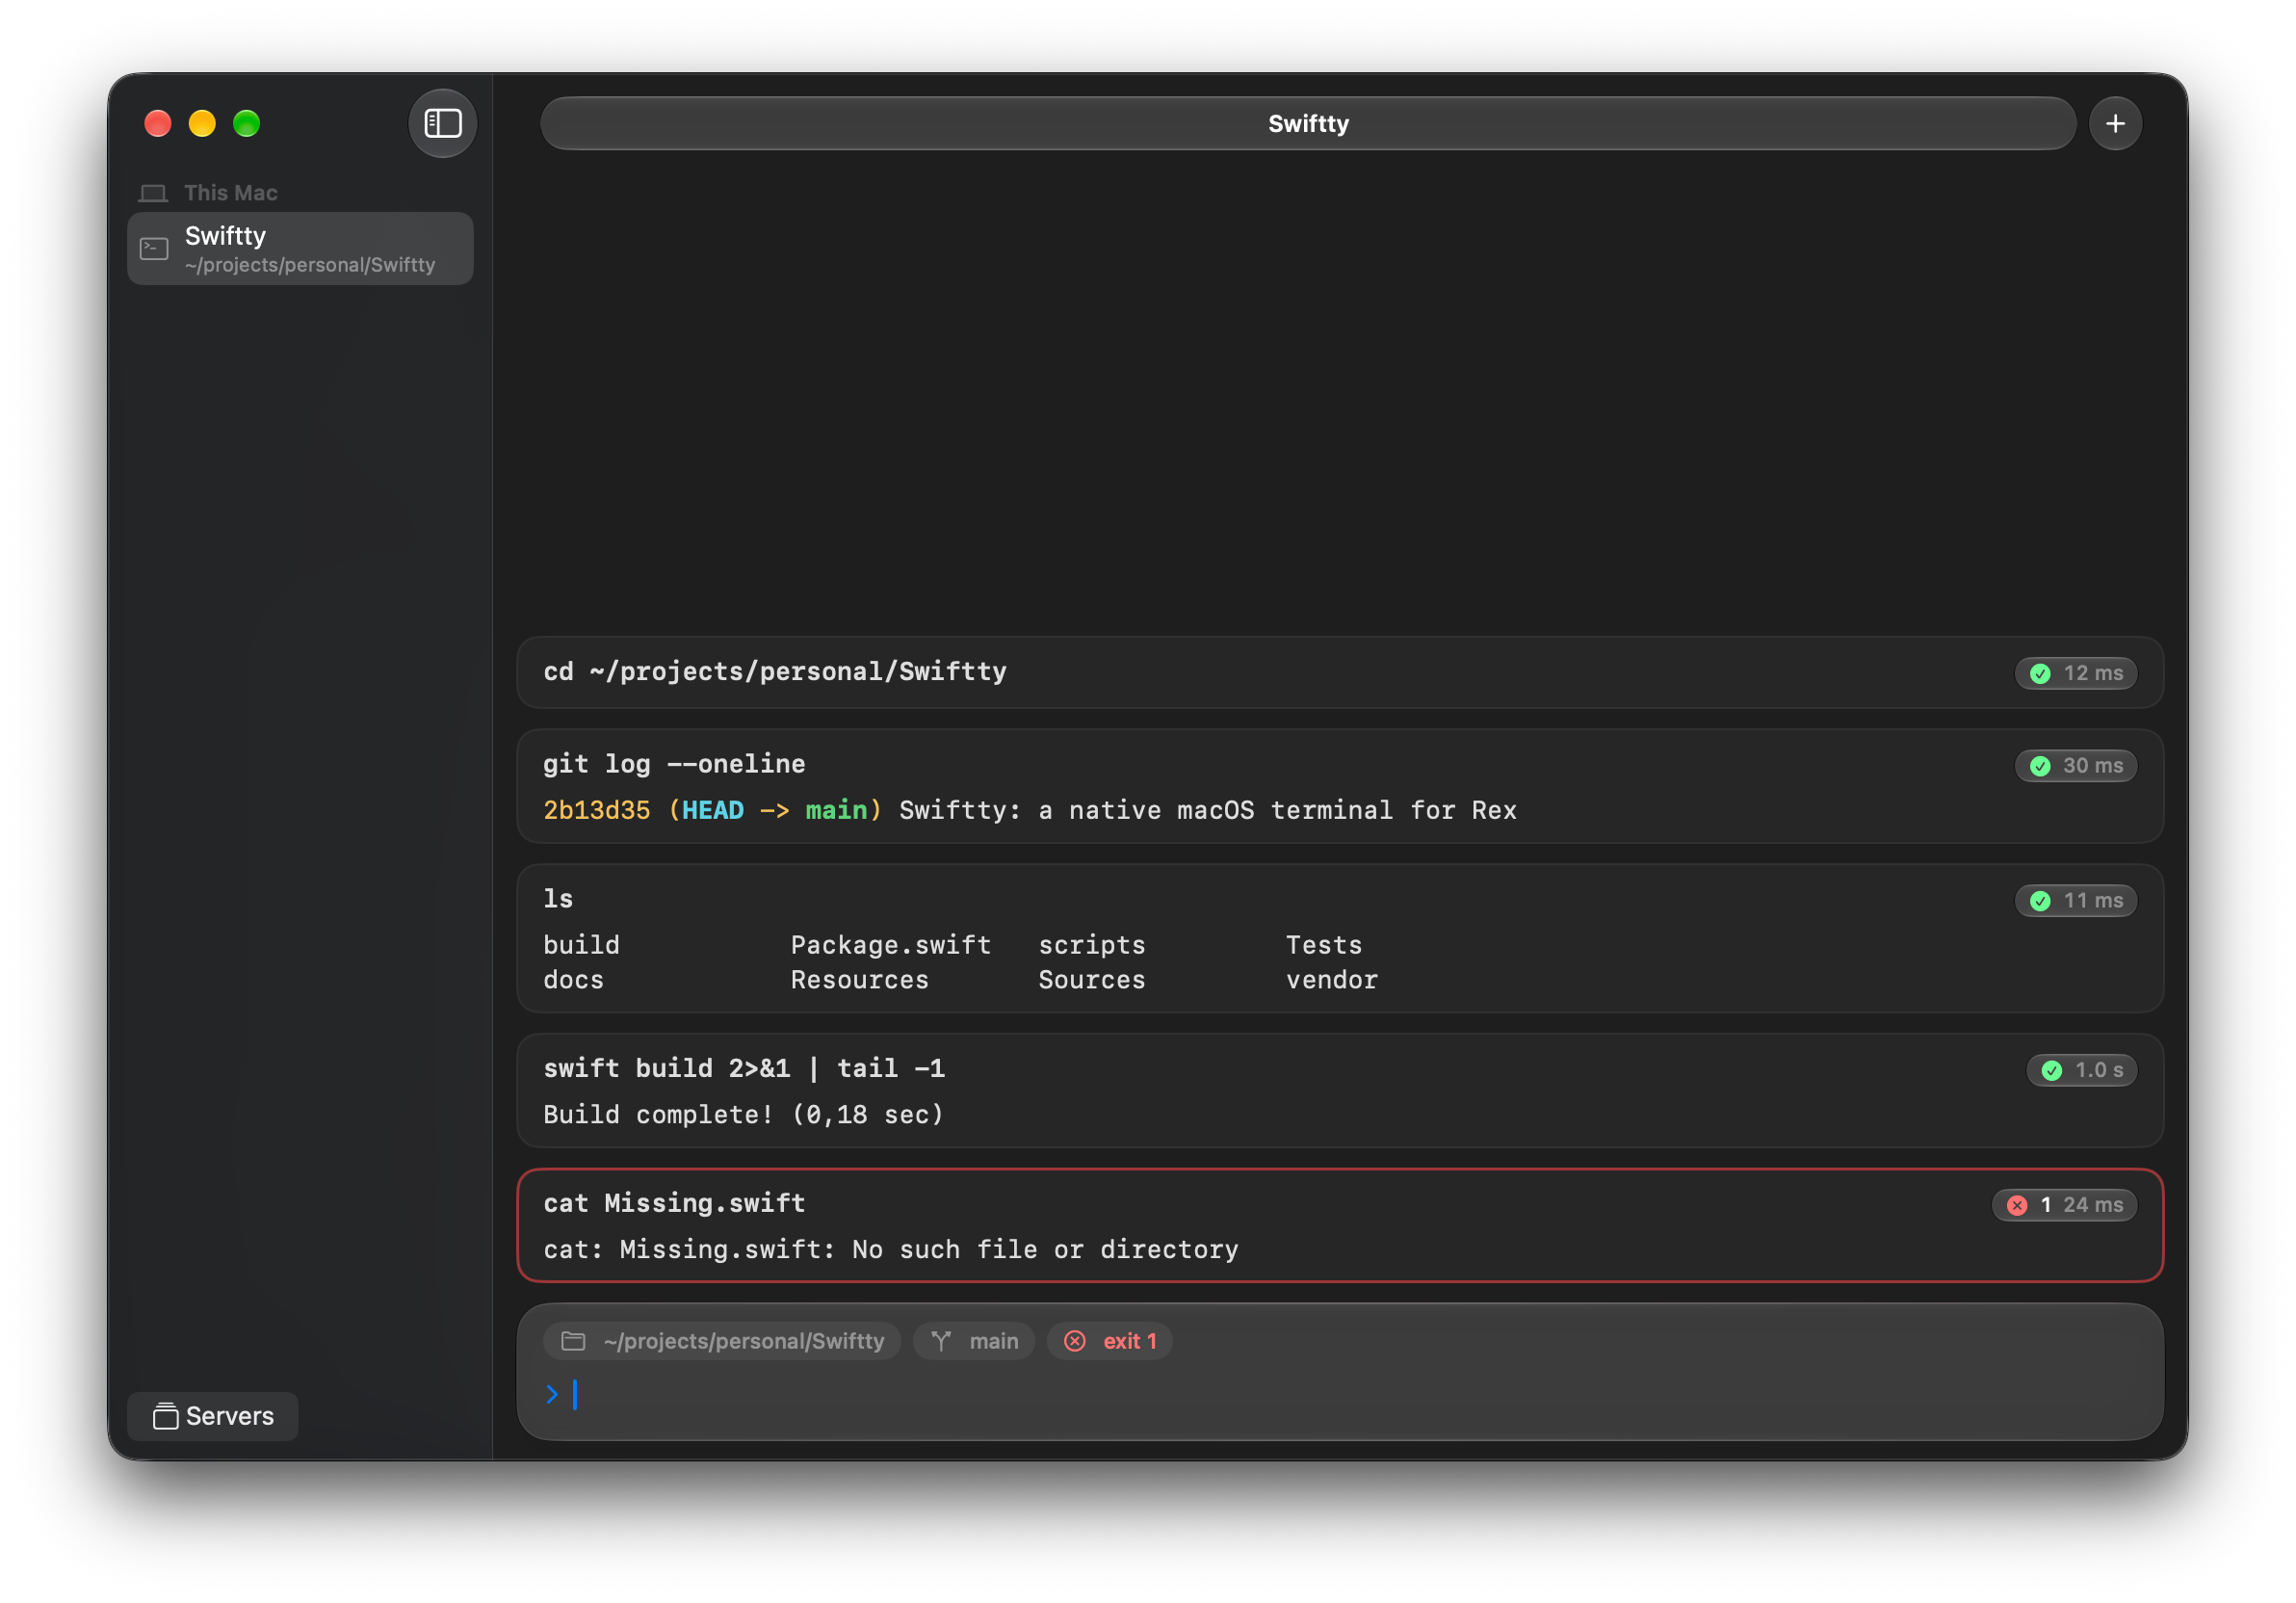 Swiftty
This Mac
Swiftty
~/projects/personal/Swiftty
cd ~/projects/personal/Swiftty
12 ms
git log --oneline
30 ms
2b13d35 (HEAD -> main) Swiftty: a native macOS terminal for Rex
ls
11 ms
build Package.swift scripts Tests
docs Resources Sources vendor
swift build 2>&1 | tail -1
1.0 s
Build complete! (0,18 sec)
cat Missing.swift
1 24 ms
cat: Missing.swift: No such file or directory
~/projects/personal/Swiftty main exit 1
>
Servers